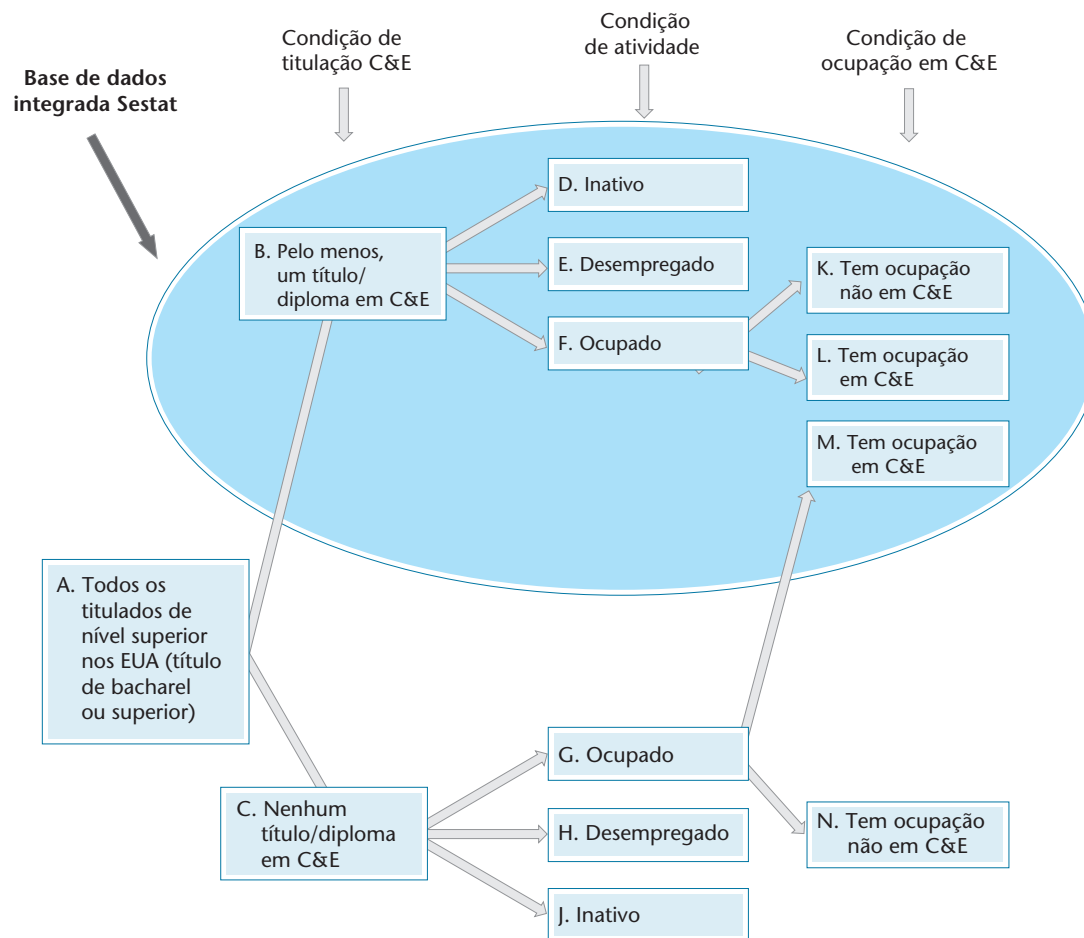 Base de dados
integrada Sestat
Condição de
titulação C&E
Condição
de atividade
Condição de
ocupação em C&E
B. Pelo menos,
um título/
diploma em C&E
D. Inativo
E. Desempregado
F. Ocupado
K. Tem ocupação
não em C&E
L. Tem ocupação
em C&E
M. Tem ocupação
em C&E
A. Todos os
titulados de
nível superior
nos EUA (título
de bacharel
ou superior)
C. Nenhum
título/diploma
em C&E
G. Ocupado
H. Desempregado
J. Inativo
N. Tem ocupação
não em C&E